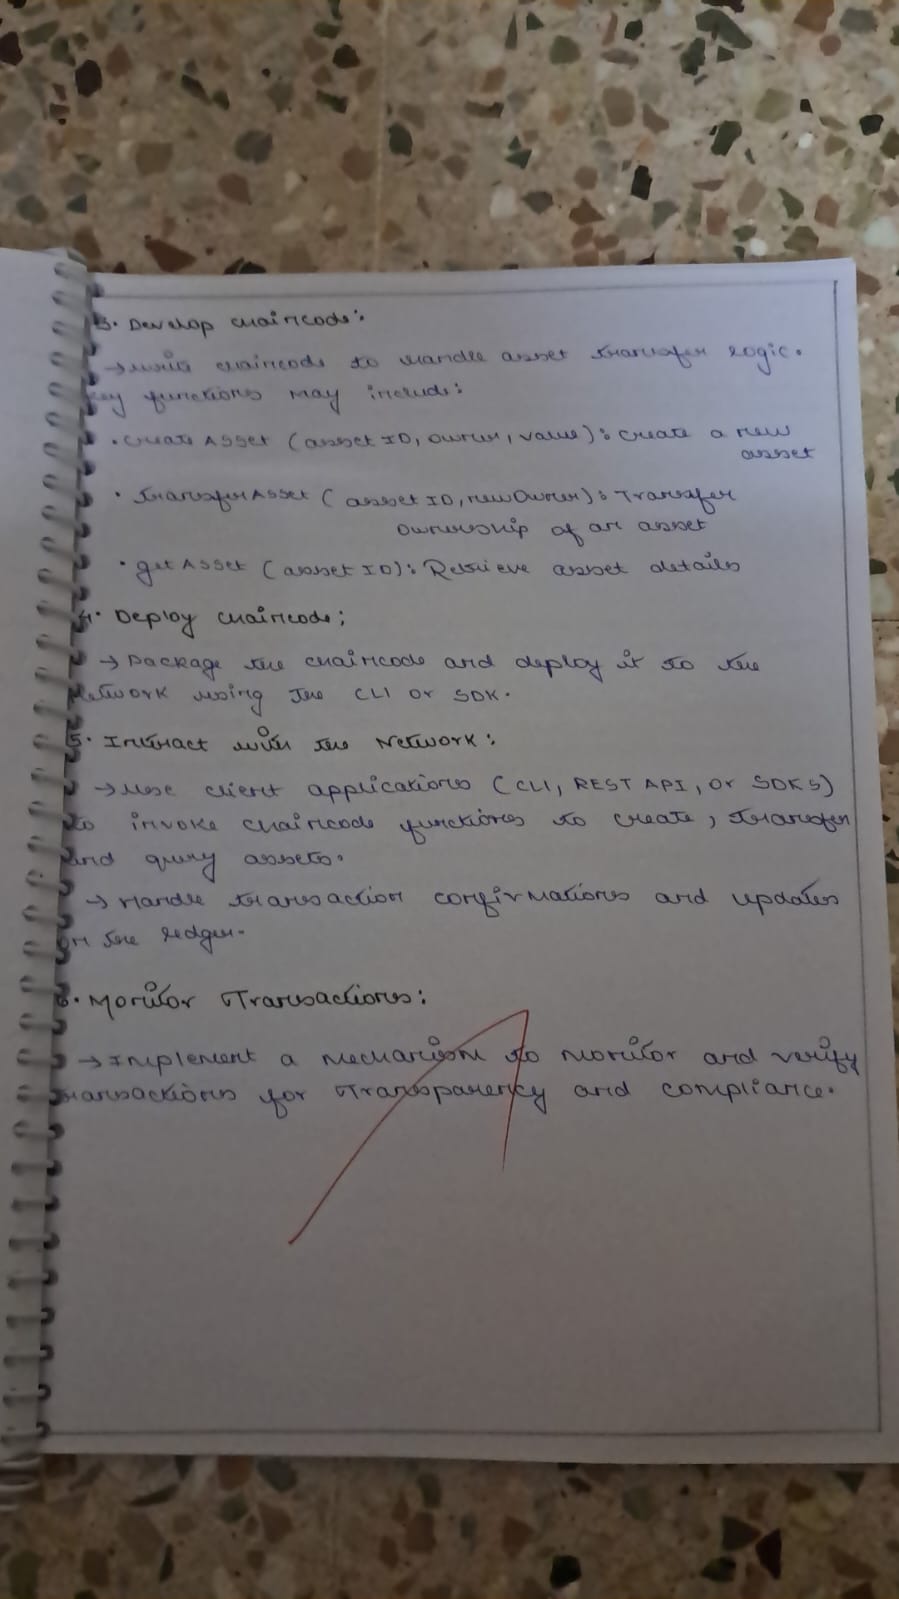 3. Develop chaincode:
→ write chaincode to handle asset transfer logic.
key functions may include:
• Create Asset (asset ID, owner, value): create a new
asset
• TransferAsset (asset ID, newOwner): Transfer
ownership of an asset
• get Asset (asset ID): Retrieve asset details
4. Deploy chaincode:
→ Package the chaincode and deploy it to the
Network using the CLI or SDK.
5. Interact with the Network:
→ Use client applications (CLI, REST API, or SDKS)
to invoke chaincode functions to create, transfer
and query assets.
→ Handle transaction confirmations and updates
on the ledger.
6. Monitor Transactions:
→ Implement a mechanism to monitor and verify
transactions for Transparency and compliance.